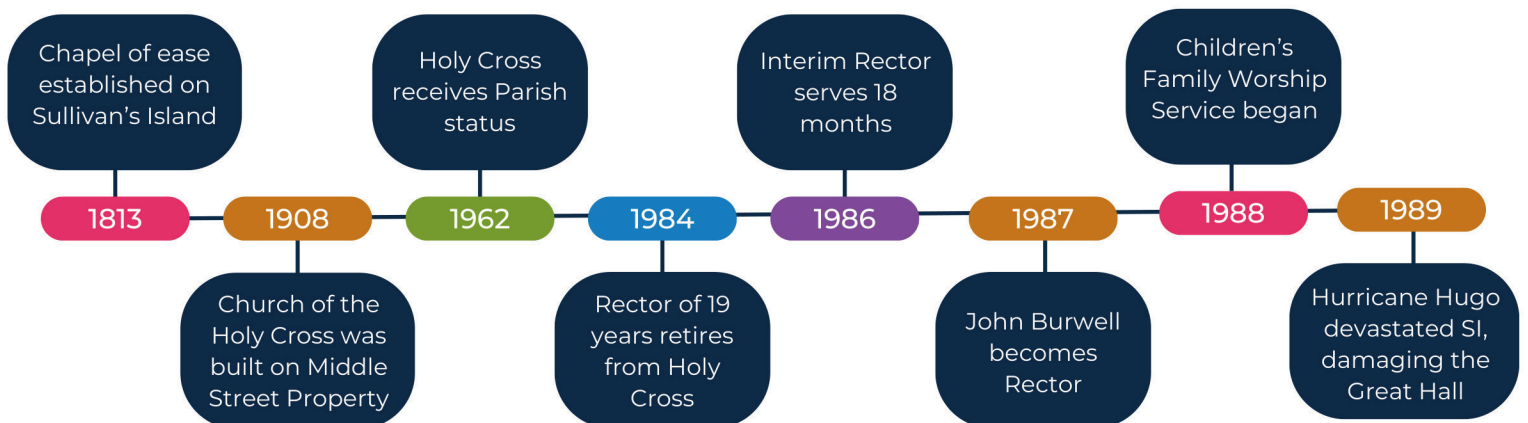 Chapel of ease
established on
Sullivan’s Island
1813
1908
Church of the
Holy Cross was
built on Middle
Street Property
Holy Cross
receives Parish
status
1962
1984
Rector of 19
years retires
from Holy
Cross
Interim Rector
serves 18
months
1986
1987
John Burwell
becomes
Rector
Children’s
Family Worship
Service began
1988
1989
Hurricane Hugo
devastated SI,
damaging the
Great Hall